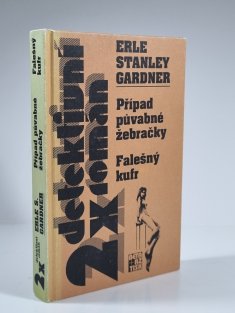 ERLE
STANLEY
GARDNER
Případ
půvabné
žebračky
Falešný
kufr
2x
detektivní
román
Falešný
kufr
Případ půvabné
žebračky
ERLE S.
GARDNER
2x